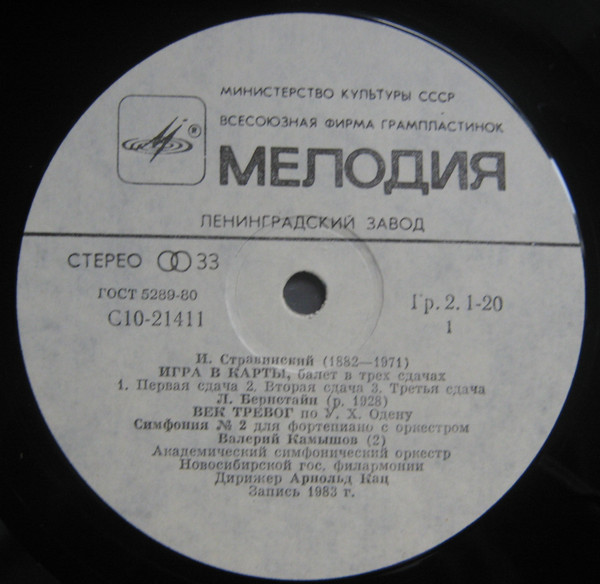 МИНИСТЕРСТВО КУЛЬТУРЫ СССР
ВСЕСОЮЗНАЯ ФИРМА ГРАМПЛАСТИНОК
®
МЕЛОДИЯ
ЛЕНИНГРАДСКИЙ ЗАВОД
СТЕРЕО 33
ГОСТ 5289-80
С10-21411
Гр. 2. 1-20
1
И. Стравинский (1882—1971)
ИГРА В КАРТЫ, балет в трех сдачах
1. Первая сдача 2. Вторая сдача 3. Третья сдача
Л. Бернстайн (р. 1928)
ВЕК ТРЕВОГ по У. Х. Одену
Симфония № 2 для фортепиано с оркестром
Валерий Камышов (2)
Академический симфонический оркестр
Новосибирской гос. филармонии
Дирижер Арнольд Кац
Запись 1983 г.